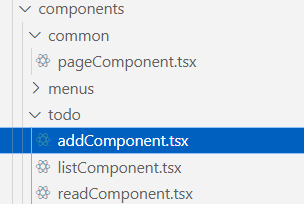 components
common
pageComponent.tsx
menus
todo
addComponent.tsx
listComponent.tsx
readComponent.tsx